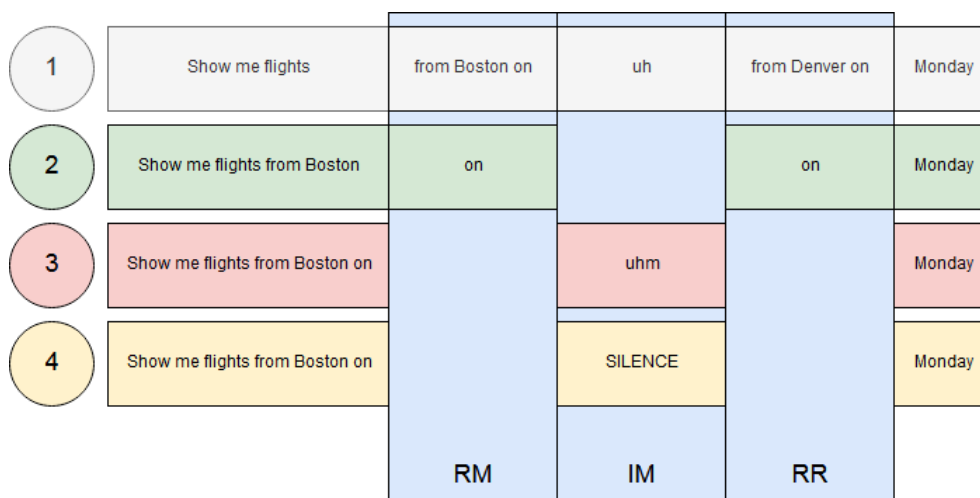 1 Show me flights from Boston on uh from Denver on Monday
2 Show me flights from Boston on on Monday
3 Show me flights from Boston on uhm Monday
4 Show me flights from Boston on SILENCE Monday
RM IM RR